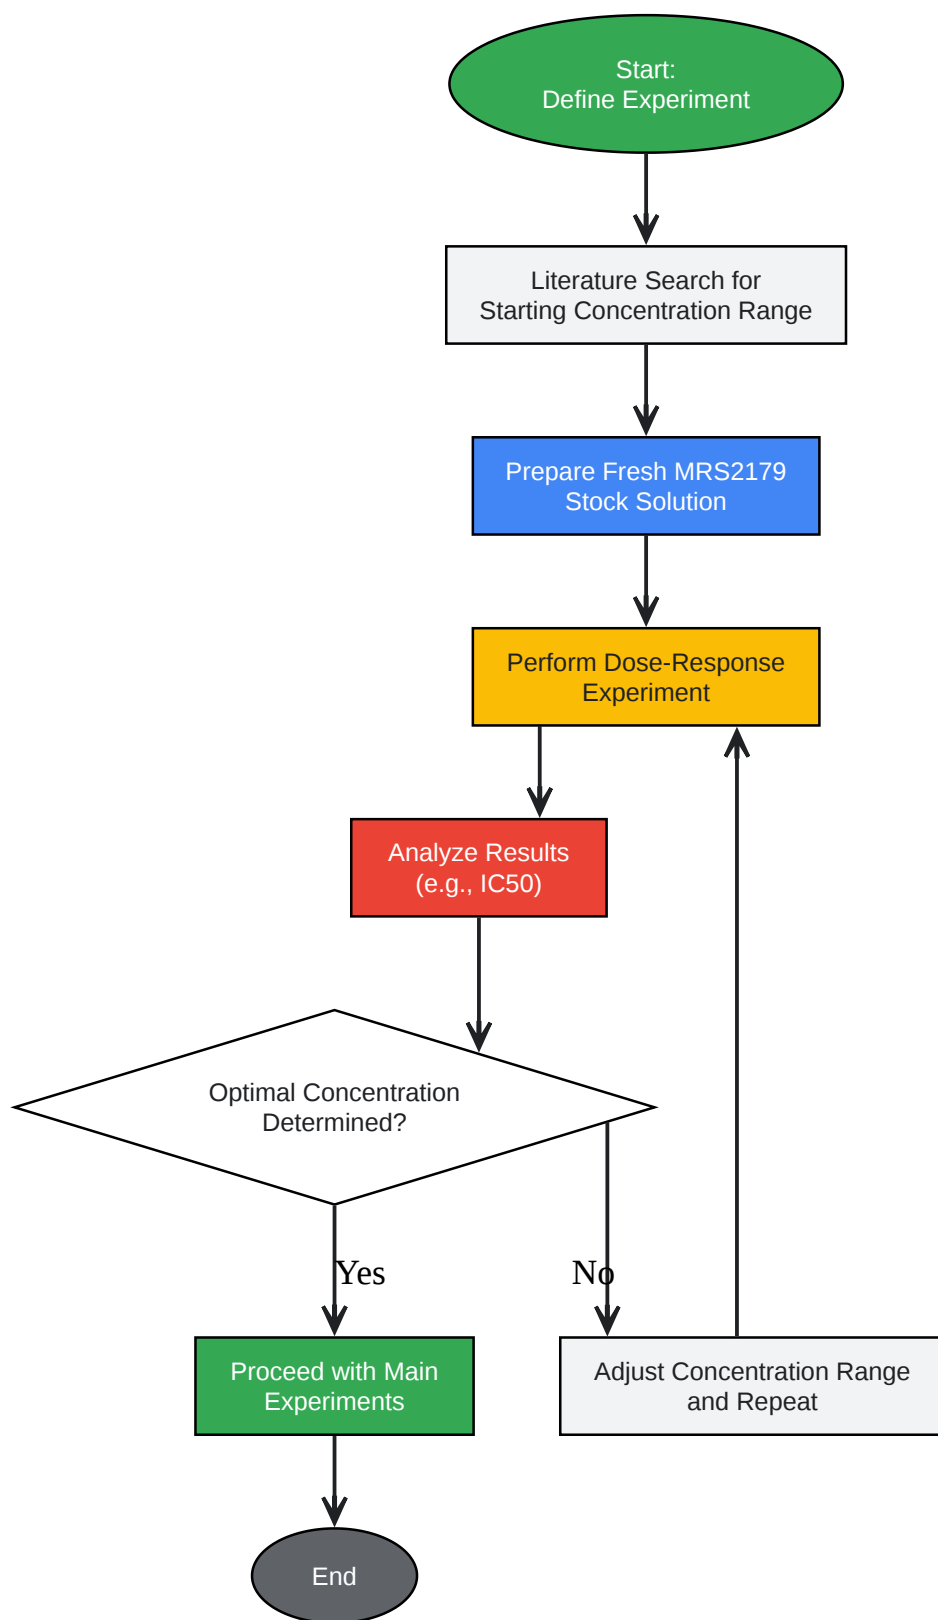 Start:
Define Experiment
Literature Search for
Starting Concentration Range
Prepare Fresh MRS2179
Stock Solution
Perform Dose-Response
Experiment
Analyze Results
(e.g., IC50)
Optimal Concentration
Determined?
Yes
No
Proceed with Main
Experiments
Adjust Concentration Range
and Repeat
End